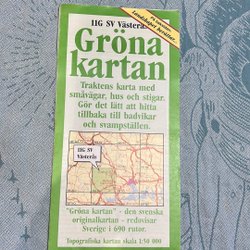 11G SV Västerås
Gröna
kartan
Traktens karta med
småvägar, hus och stigar.
Gör det lätt att hitta
tillbaka till badvikar
och svampställen.
11G SV
Västerås
"Gröna kartan" - den svenska
originalkartan - redovisar
Sverige i 690 rutor.
Topografiska kartan skala 1:50 000